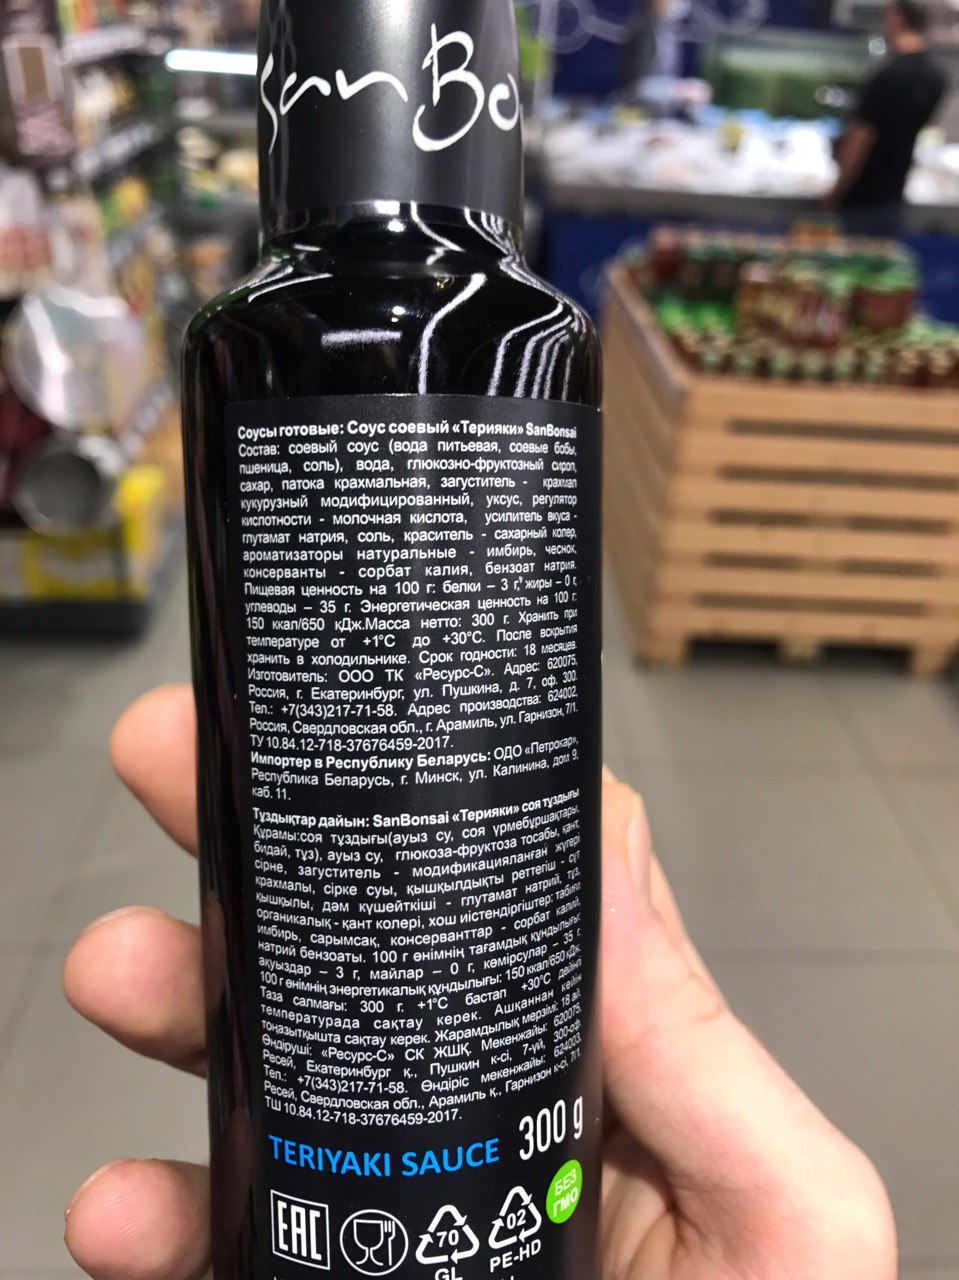 SanBo
Соусы готовые: Соус соевый «Терияки» SanBonsai
Состав: соевый соус (вода питьевая, соевые бобы,
пшеница, соль), вода, глюкозно-фруктозный сироп,
сахар, патока крахмальная, загуститель - крахмал
кукурузный модифицированный, уксус, регулятор
кислотности - молочная кислота, усилитель вкуса -
глутамат натрия, соль, краситель - сахарный колер,
ароматизаторы натуральные - имбирь, чеснок,
консерванты - сорбат калия, бензоат натрия.
Пищевая ценность на 100 г: белки – 3 г, жиры – 0 г,
углеводы – 35 г. Энергетическая ценность на 100 г:
150 ккал/650 кДж.Масса нетто: 300 г. Хранить при
температуре от +1°С до +30°С. После вскрытия
хранить в холодильнике. Срок годности: 18 месяцев.
Изготовитель: ООО ТК «Ресурс-С». Адрес: 620075,
Россия, г. Екатеринбург, ул. Пушкина, д. 7, оф. 300.
Тел.: +7(343)217-71-58. Адрес производства: 624002,
Россия, Свердловская обл., г. Арамиль, ул. Гарнизон, 7/1.
ТУ 10.84.12-718-37676459-2017.
Импортер в Республику Беларусь: ОДО «Петрокар»,
Республика Беларусь, г. Минск, ул. Калинина, дом 9,
каб. 11.
Тұздықтар дайын: SanBonsai «Терияки» соя тұздығы
Құрамы:соя тұздығы(ауыз су, соя үрмебұршақтары,
бидай, тұз), ауыз су, глюкоза-фруктоза тосабы, қант,
сірне, загуститель - модификацияланған жүгері
крахмалы, сірке суы, қышқылдықты реттегіш - сүт
қышқылы, дәм күшейткіші - глутамат натрий, тұз,
органикалық - қант колері, хош иістендіргіштер: табиғи
имбирь, сарымсақ, консерванттар - сорбат калий,
натрий бензоаты. 100 г өнімнің тағамдық құндылығы:
ақуыздар – 3 г, майлар – 0 г, көмірсулар – 35 г.
100 г өнімнің энергетикалық құндылығы: 150 ккал/650 кДж.
Таза салмағы: 300 г. +1°С бастап +30°С дейінгі
температурада сақтау керек. Ашқаннан кейін
тоңазытқышта сақтау керек. Жарамдылық мерзімі: 18 ай.
Өндіруші: «Ресурс-С» СК ЖШҚ. Мекенжайы: 620075,
Ресей, Екатеринбург қ., Пушкин к-сі, 7-үй, 300-оф.
Тел.: +7(343)217-71-58. Өндіріс мекенжайы: 624003,
Ресей, Свердловская обл., Арамиль қ., Гарнизон к-сі, 7/1.
ТШ 10.84.12-718-37676459-2017.
TERIYAKI SAUCE 300 g
БЕЗ
ГМО
EAC
70
GL
02
PE-HD